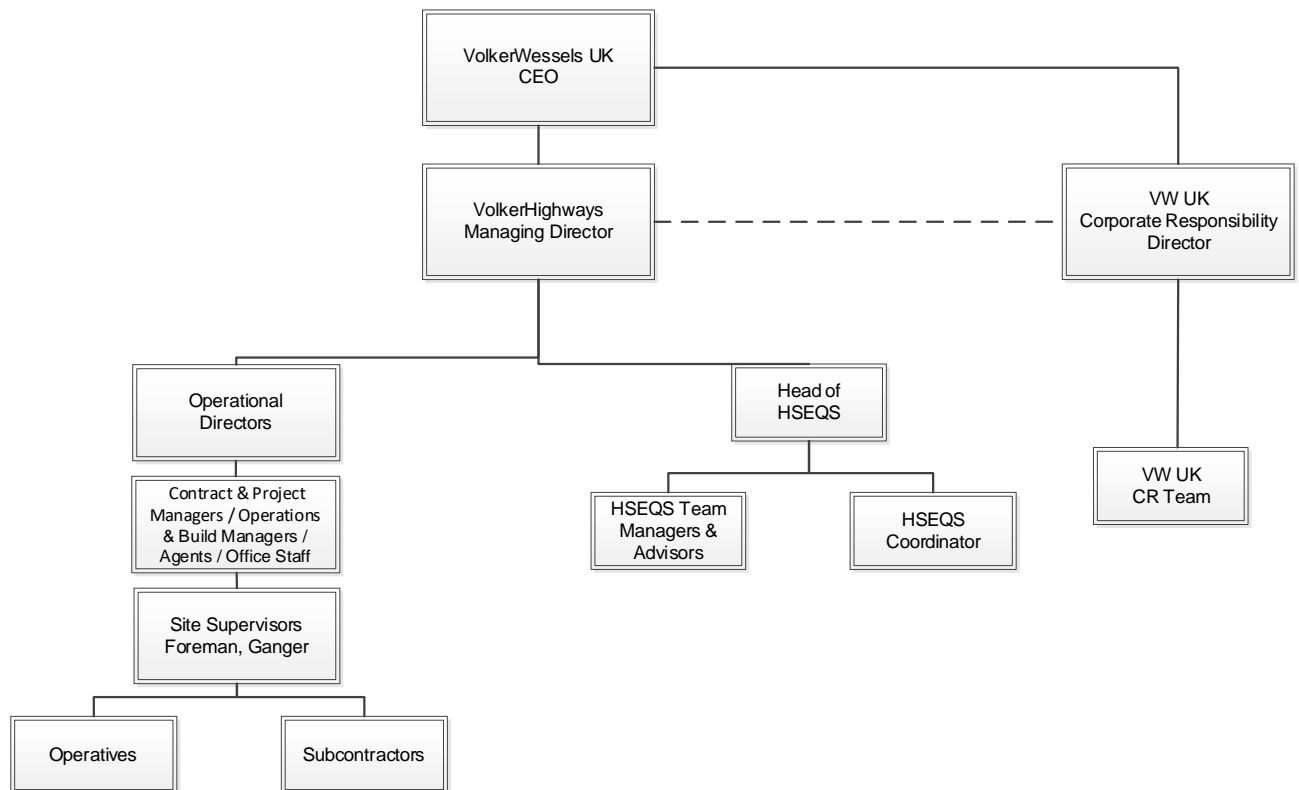 VolkerWessels UK
CEO
VolkerHighways
Managing Director
VW UK
Corporate Responsibility
Director
Operational
Directors
Head of
HSEQS
Contract & Project
Managers / Operations
& Build Managers /
Agents / Office Staff
HSEQS Team
Managers &
Advisors
HSEQS
Coordinator
VW UK
CR Team
Site Supervisors
Foreman, Ganger
Operatives
Subcontractors